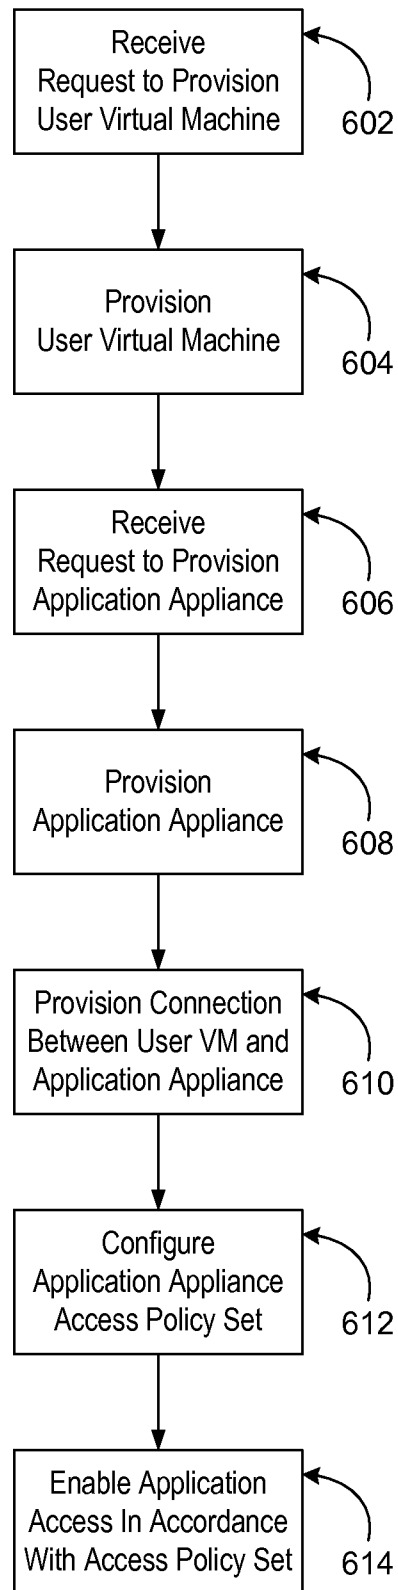 Receive
Request to Provision
User Virtual Machine
602
Provision
User Virtual Machine
604
Receive
Request to Provision
Application Appliance
606
Provision
Application Appliance
608
Provision Connection
Between User VM and
Application Appliance
610
Configure
Application Appliance
Access Policy Set
612
Enable Application
Access In Accordance
With Access Policy Set
614